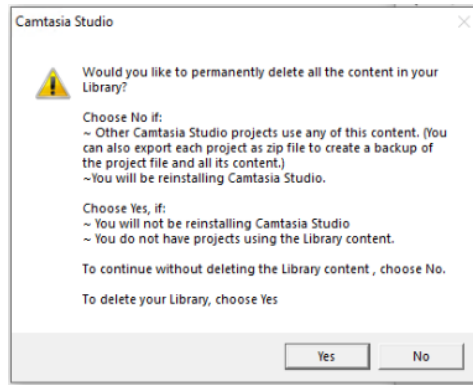 Camtasia Studio
Would you like to permanently delete all the content in your
Library?
Choose No if:
~ Other Camtasia Studio projects use any of this content. (You
can also export each project as zip file to create a backup of
the project file and all its content.)
~You will be reinstalling Camtasia Studio.
Choose Yes, if:
~ You will not be reinstalling Camtasia Studio
~ You do not have projects using the Library content.
To continue without deleting the Library content , choose No.
To delete your Library, choose Yes
Yes No